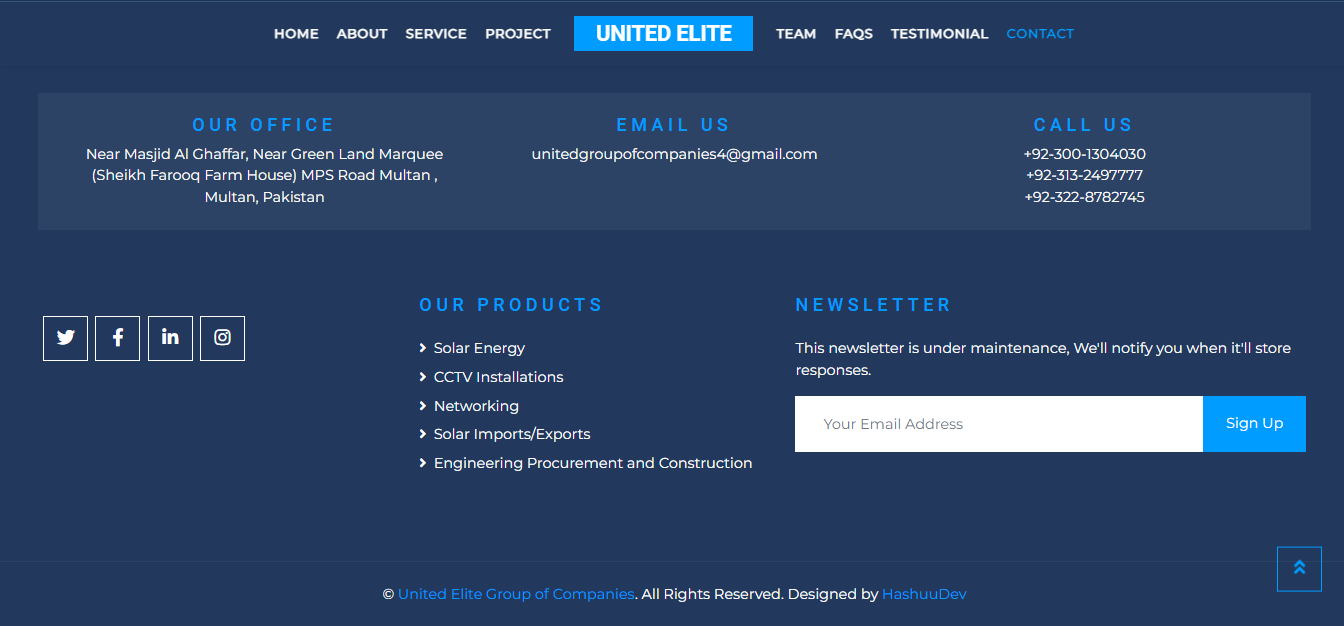 HOME ABOUT SERVICE PROJECT UNITED ELITE TEAM FAQS TESTIMONIAL CONTACT
OUR OFFICE
Near Masjid Al Ghaffar, Near Green Land Marquee
(Sheikh Farooq Farm House) MPS Road Multan ,
Multan, Pakistan
EMAIL US
unitedgroupofcompanies4@gmail.com
CALL US
+92-300-1304030
+92-313-2497777
+92-322-8782745
OUR PRODUCTS
Solar Energy
CCTV Installations
Networking
Solar Imports/Exports
Engineering Procurement and Construction
NEWSLETTER
This newsletter is under maintenance, We'll notify you when it'll store
responses.
Your Email Address
Sign Up
© United Elite Group of Companies. All Rights Reserved. Designed by HashuuDev